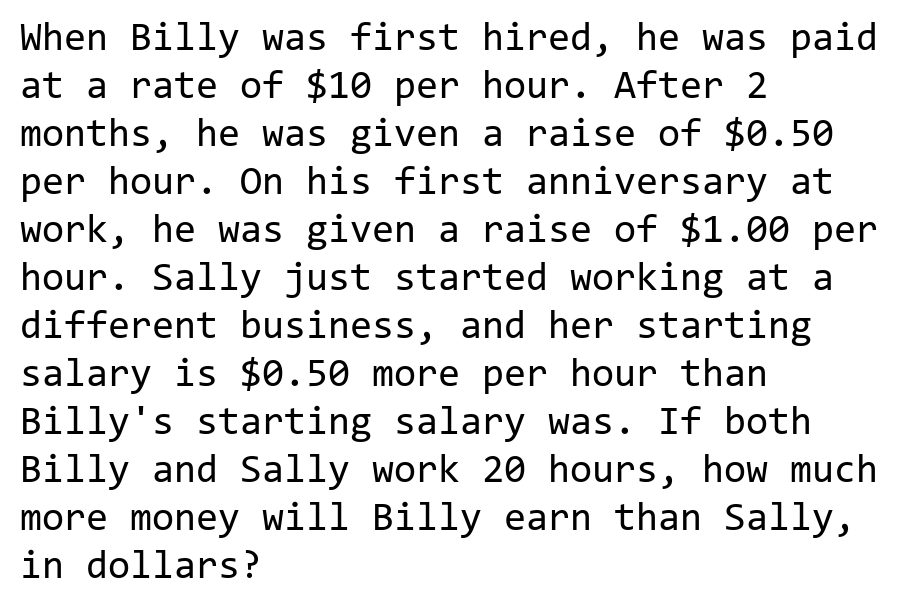 When Billy was first hired, he was paid
at a rate of $10 per hour. After 2
months, he was given a raise of $0.50
per hour. On his first anniversary at
work, he was given a raise of $1.00 per
hour. Sally just started working at a
different business, and her starting
salary is $0.50 more per hour than
Billy's starting salary was. If both
Billy and Sally work 20 hours, how much
more money will Billy earn than Sally,
in dollars?